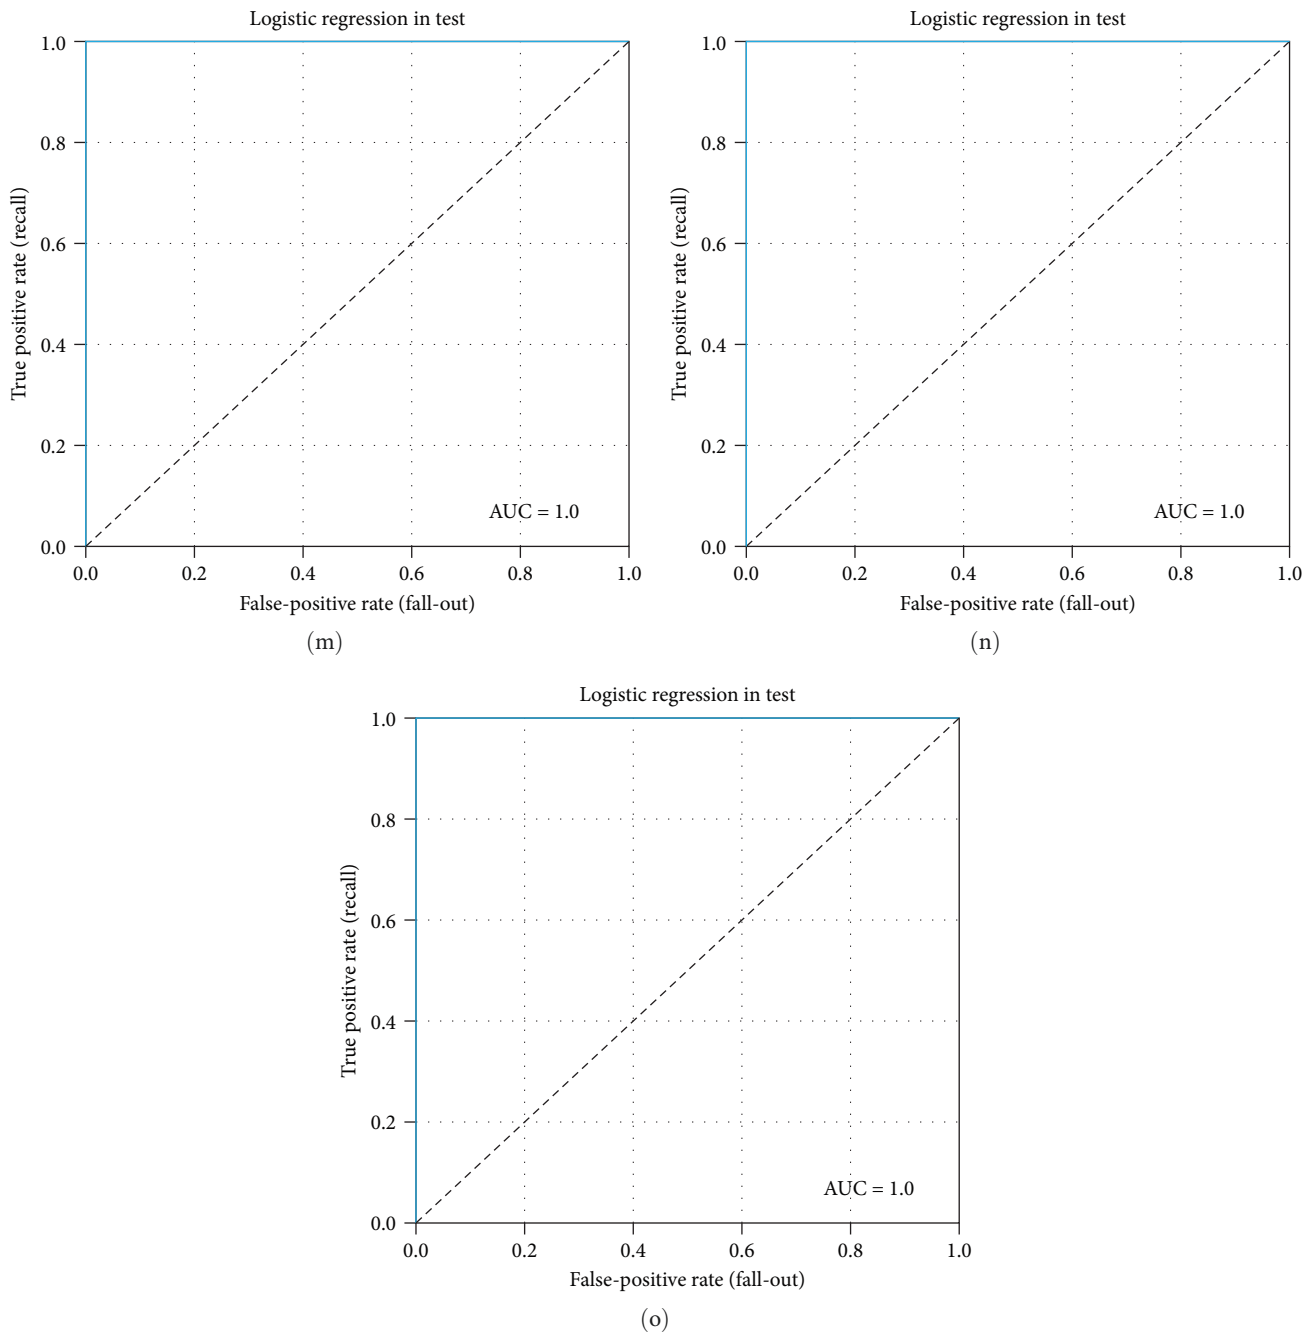 Logistic regression in test
1.0
0.8
0.6
0.4
0.2
0.0
True positive rate (recall)
AUC = 1.0
0.0 0.2 0.4 0.6 0.8 1.0
False-positive rate (fall-out)
(m)
Logistic regression in test
1.0
0.8
0.6
0.4
0.2
0.0
True positive rate (recall)
AUC = 1.0
0.0 0.2 0.4 0.6 0.8 1.0
False-positive rate (fall-out)
(n)
Logistic regression in test
1.0
0.8
0.6
0.4
0.2
0.0
True positive rate (recall)
AUC = 1.0
0.0 0.2 0.4 0.6 0.8 1.0
False-positive rate (fall-out)
(o)